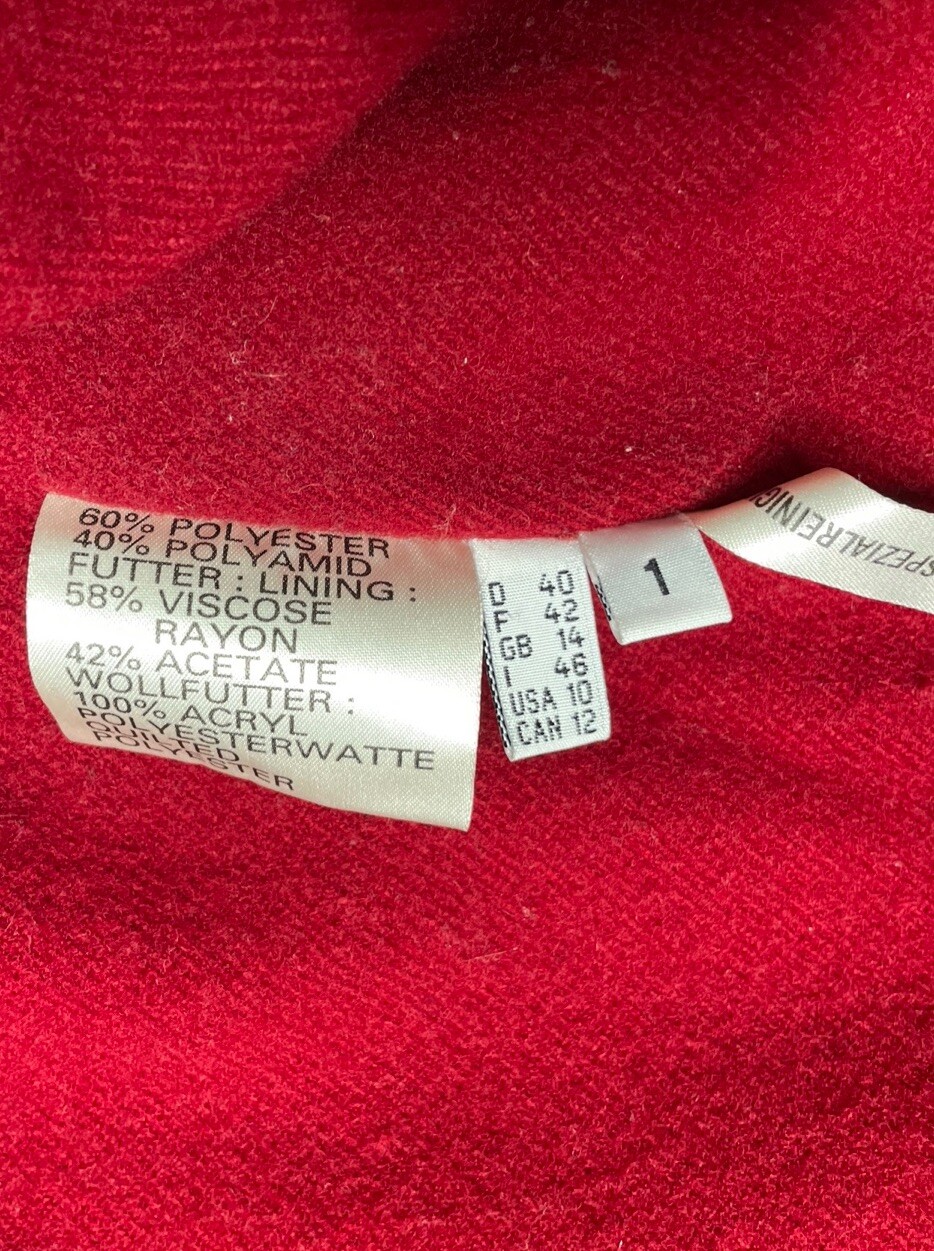 60% POLYESTER
40% POLYAMID
FUTTER : LINING :
58% VISCOSE
RAYON
42% ACETATE
WOLLFUTTER :
100% ACRYL
POLYESTERWATTE
D 40
F 42
GB 14
I 46
USA 10
CAN 12
1